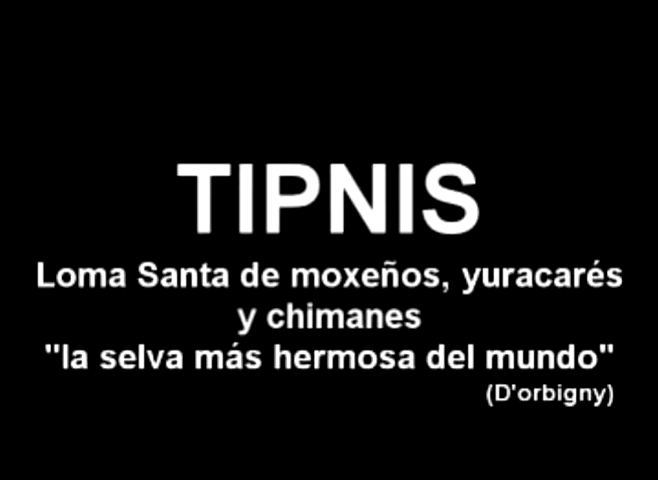 TIPNIS
Loma Santa de moxeños, yuracarés
y chimanes
"la selva más hermosa del mundo"
(D'orbigny)